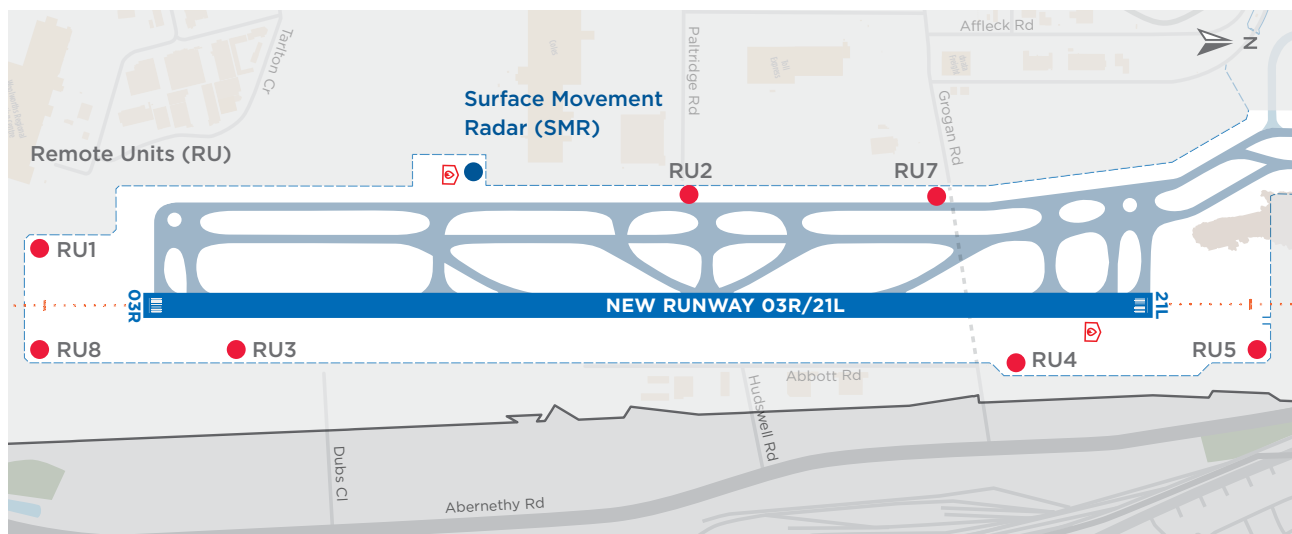 Affleck Rd
Paltridge Rd
Tarlton Cr
N
Surface Movement
Radar (SMR)
Grogan Rd
Remote Units (RU)
RU2
RU7
RU1
03R
NEW RUNWAY 03R/21L
21L
RU8
RU3
RU4
RU5
Abbott Rd
Hudswell Rd
Dubs Cl
Abernethy Rd